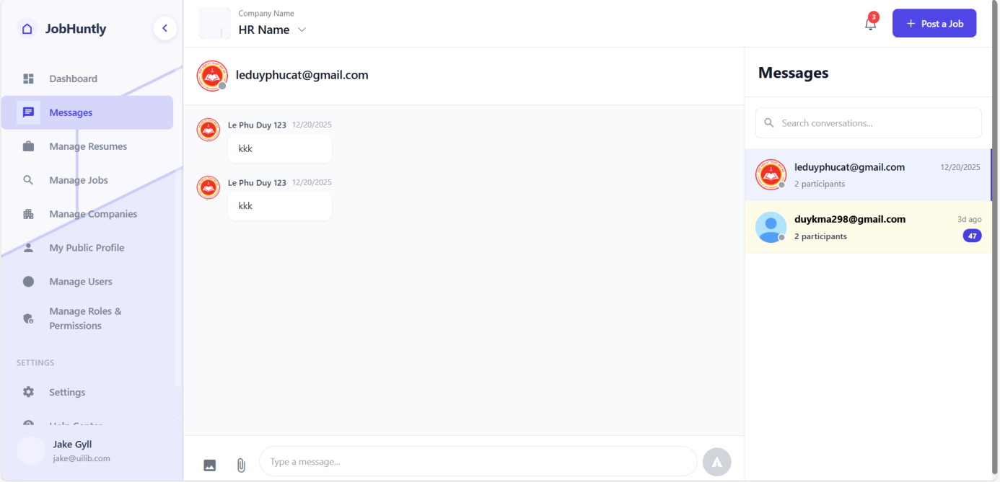 JobHuntly
Dashboard
Messages
Manage Resumes
Manage Jobs
Manage Companies
My Public Profile
Manage Users
Manage Roles &
Permissions
SETTINGS
Settings
Help Center
Jake Gyll
jake@uilib.com
Company Name
HR Name
3
+ Post a Job
leduyphucat@gmail.com
Le Phu Duy 123 12/20/2025
kkk
Le Phu Duy 123 12/20/2025
kkk
Type a message...
Messages
Search conversations...
leduyphucat@gmail.com 12/20/2025
2 participants
duykma298@gmail.com 3d ago
2 participants 47